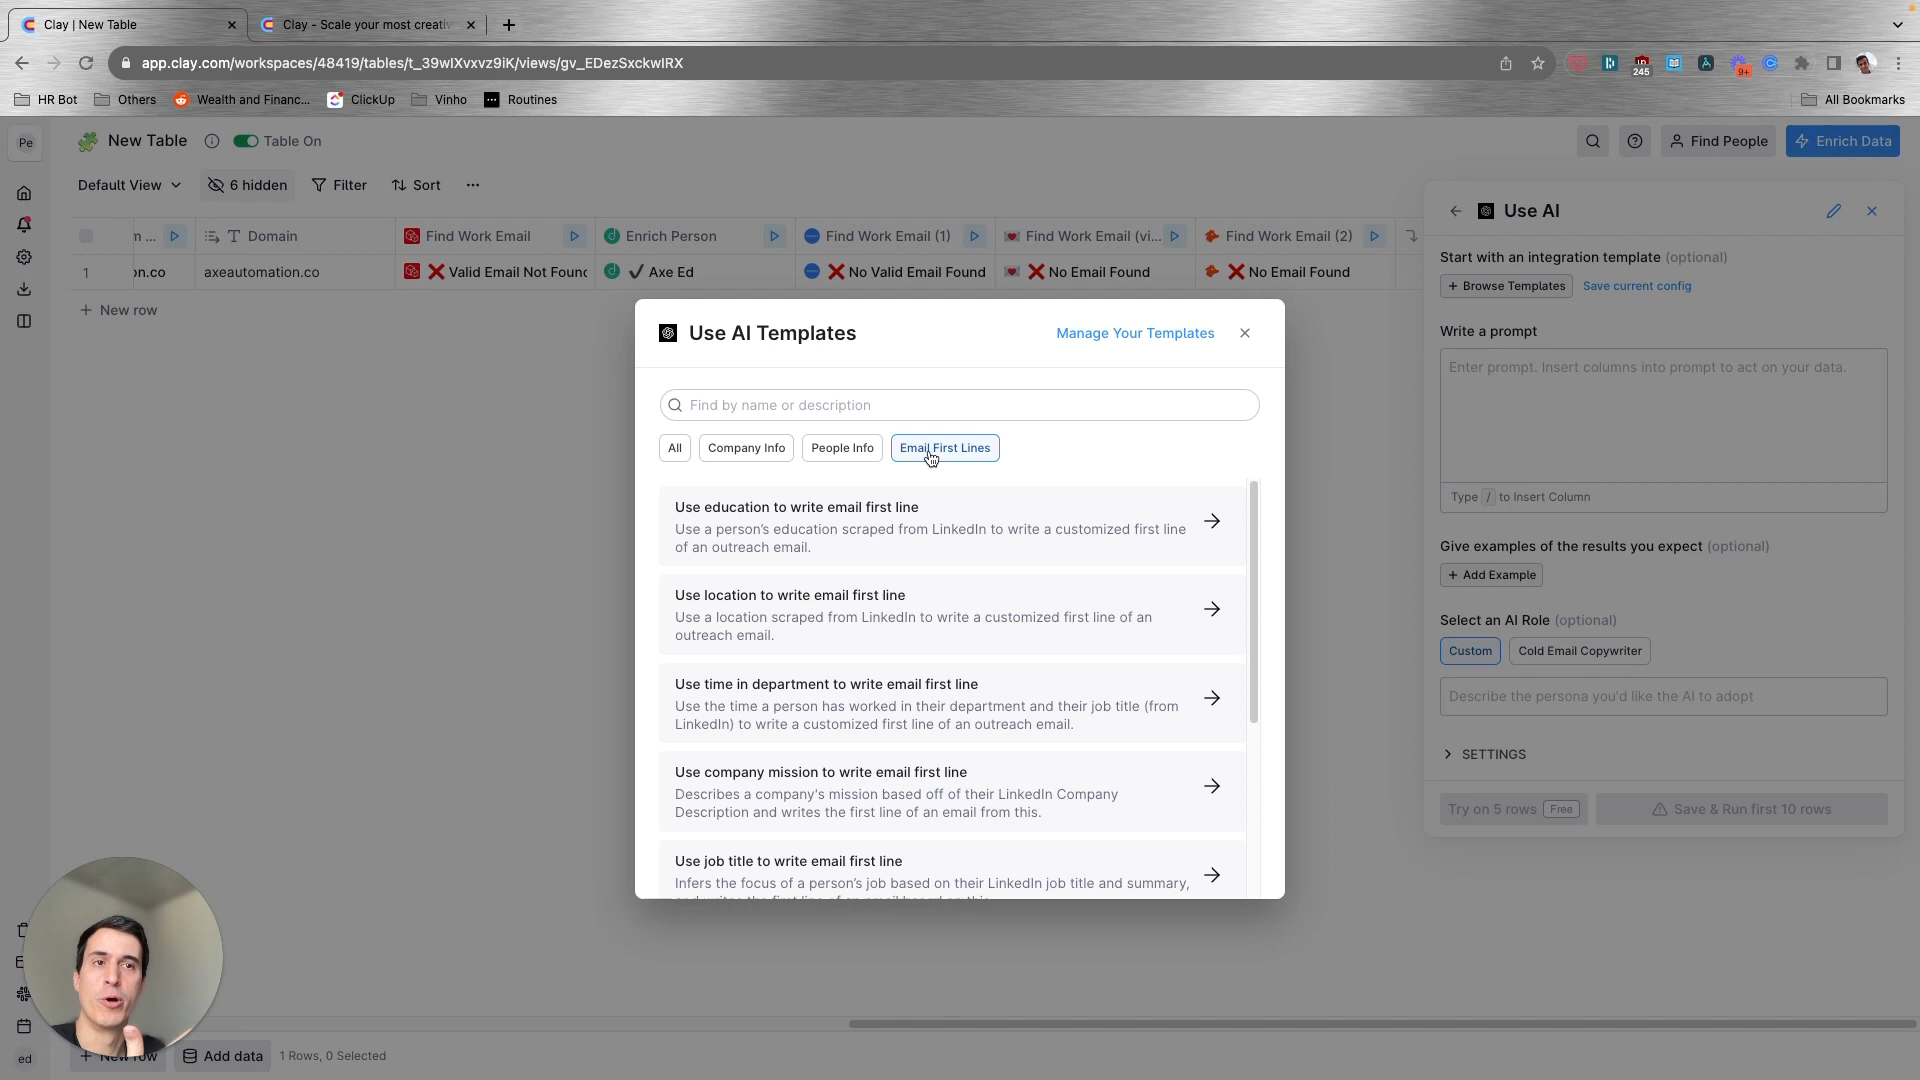 Clay | New Table
Clay - Scale your most creativ
app.clay.com/workspaces/48419/tables/t_39wIXvxvz9iK/views/gv_EDezSxckwIRX
245
9+
HR Bot
Others
Wealth and Financ...
ClickUp
Vinho
Routines
All Bookmarks
Pe
New Table
Table On
Find People
Enrich Data
Default View
6 hidden
Filter
Sort
m ...
Domain
Find Work Email
Enrich Person
Find Work Email (1)
Find Work Email (vi...
Find Work Email (2)
1
on.co
axeautomation.co
Valid Email Not Found
Axe Ed
No Valid Email Found
No Email Found
No Email Found
+ New row
Use AI Templates
Manage Your Templates
Find by name or description
All
Company Info
People Info
Email First Lines
Use education to write email first line
Use a person’s education scraped from LinkedIn to write a customized first line
of an outreach email.
Use location to write email first line
Use a location scraped from LinkedIn to write a customized first line of an
outreach email.
Use time in department to write email first line
Use the time a person has worked in their department and their job title (from
LinkedIn) to write a customized first line of an outreach email.
Use company mission to write email first line
Describes a company's mission based off of their LinkedIn Company
Description and writes the first line of an email from this.
Use job title to write email first line
Infers the focus of a person’s job based on their LinkedIn job title and summary,
Use AI
Start with an integration template (optional)
+ Browse Templates
Save current config
Write a prompt
Enter prompt. Insert columns into prompt to act on your data.
Type / to Insert Column
Give examples of the results you expect (optional)
+ Add Example
Select an AI Role (optional)
Custom
Cold Email Copywriter
Describe the persona you'd like the AI to adopt
SETTINGS
Try on 5 rows Free
Save & Run first 10 rows
ed
+ New row
Add data
1 Rows, 0 Selected